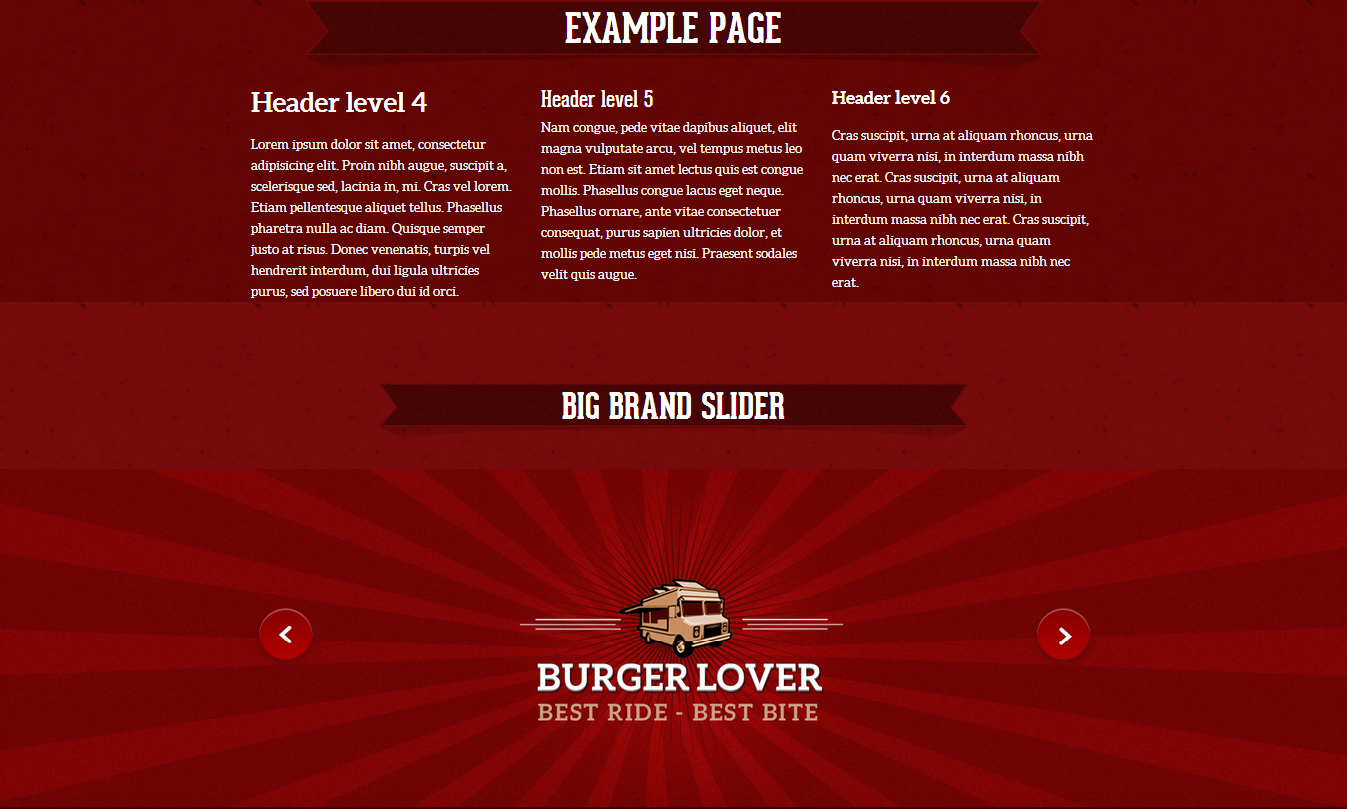 EXAMPLE PAGE
Header level 4
Lorem ipsum dolor sit amet, consectetur
adipisicing elit. Proin nibh augue, suscipit a,
scelerisque sed, lacinia in, mi. Cras vel lorem.
Etiam pellentesque aliquet tellus. Phasellus
pharetra nulla ac diam. Quisque semper
justo at risus. Donec venenatis, turpis vel
hendrerit interdum, dui ligula ultricies
purus, sed posuere libero dui id orci.
Header level 5
Nam congue, pede vitae dapibus aliquet, elit
magna vulputate arcu, vel tempus metus leo
non est. Etiam sit amet lectus quis est congue
mollis. Phasellus congue lacus eget neque.
Phasellus ornare, ante vitae consectetuer
consequat, purus sapien ultricies dolor, et
mollis pede metus eget nisi. Praesent sodales
velit quis augue.
Header level 6
Cras suscipit, urna at aliquam rhoncus, urna
quam viverra nisi, in interdum massa nibh
nec erat. Cras suscipit, urna at aliquam
rhoncus, urna quam viverra nisi, in
interdum massa nibh nec erat. Cras suscipit,
urna at aliquam rhoncus, urna quam
viverra nisi, in interdum massa nibh nec
erat.
BIG BRAND SLIDER
BURGER LOVER
BEST RIDE - BEST BITE